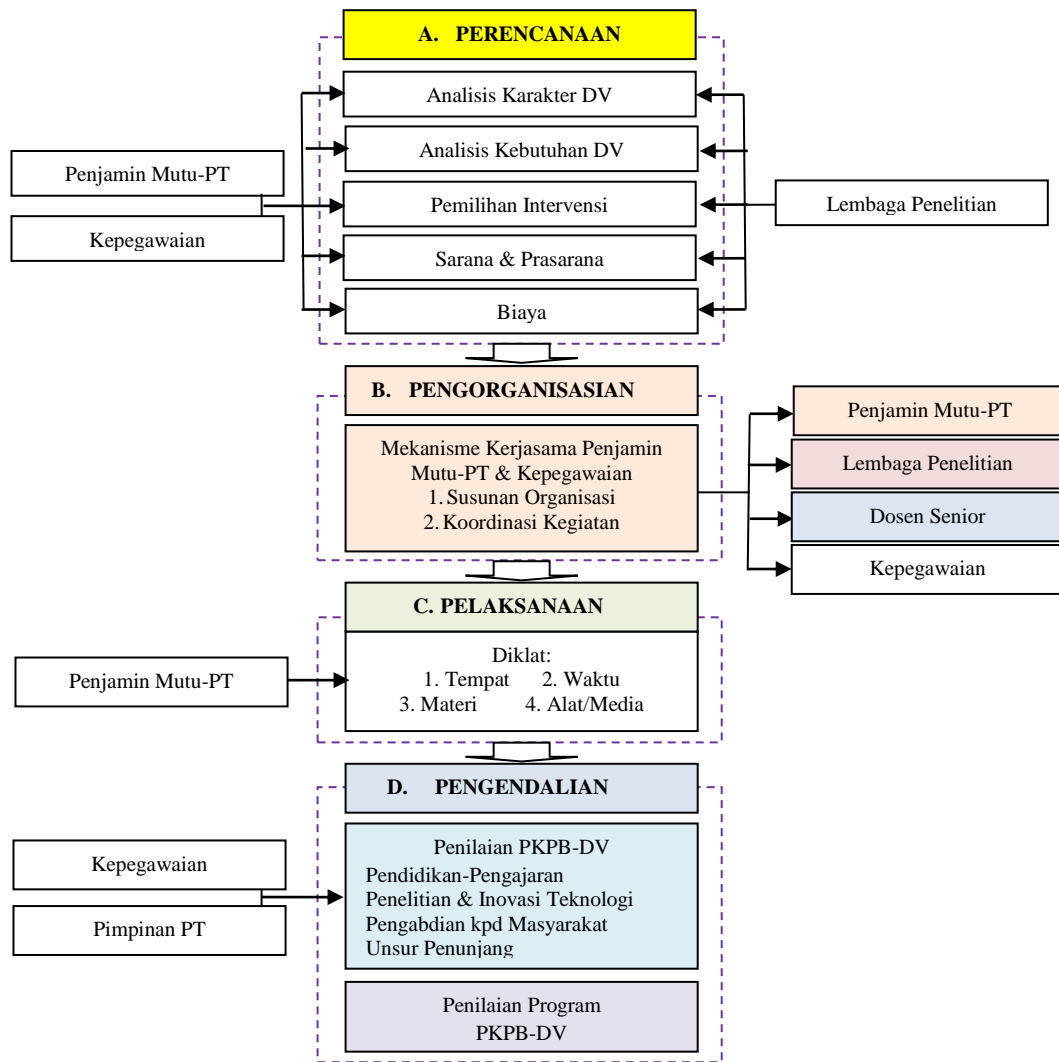 A. PERENCANAAN
Analisis Karakter DV
Analisis Kebutuhan DV
Pemilihan Intervensi
Sarana & Prasarana
Biaya
Penjamin Mutu-PT
Kepegawaian
Lembaga Penelitian
B. PENGORGANISASIAN
Mekanisme Kerjasama Penjamin
Mutu-PT & Kepegawaian
1. Susunan Organisasi
2. Koordinasi Kegiatan
Penjamin Mutu-PT
Lembaga Penelitian
Dosen Senior
Kepegawaian
C. PELAKSANAAN
Diklat:
1. Tempat 2. Waktu
3. Materi 4. Alat/Media
Penjamin Mutu-PT
D. PENGENDALIAN
Penilaian PKPB-DV
Pendidikan-Pengajaran
Penelitian & Inovasi Teknologi
Pengabdian kpd Masyarakat
Unsur Penunjang
Kepegawaian
Pimpinan PT
Penilaian Program
PKPB-DV